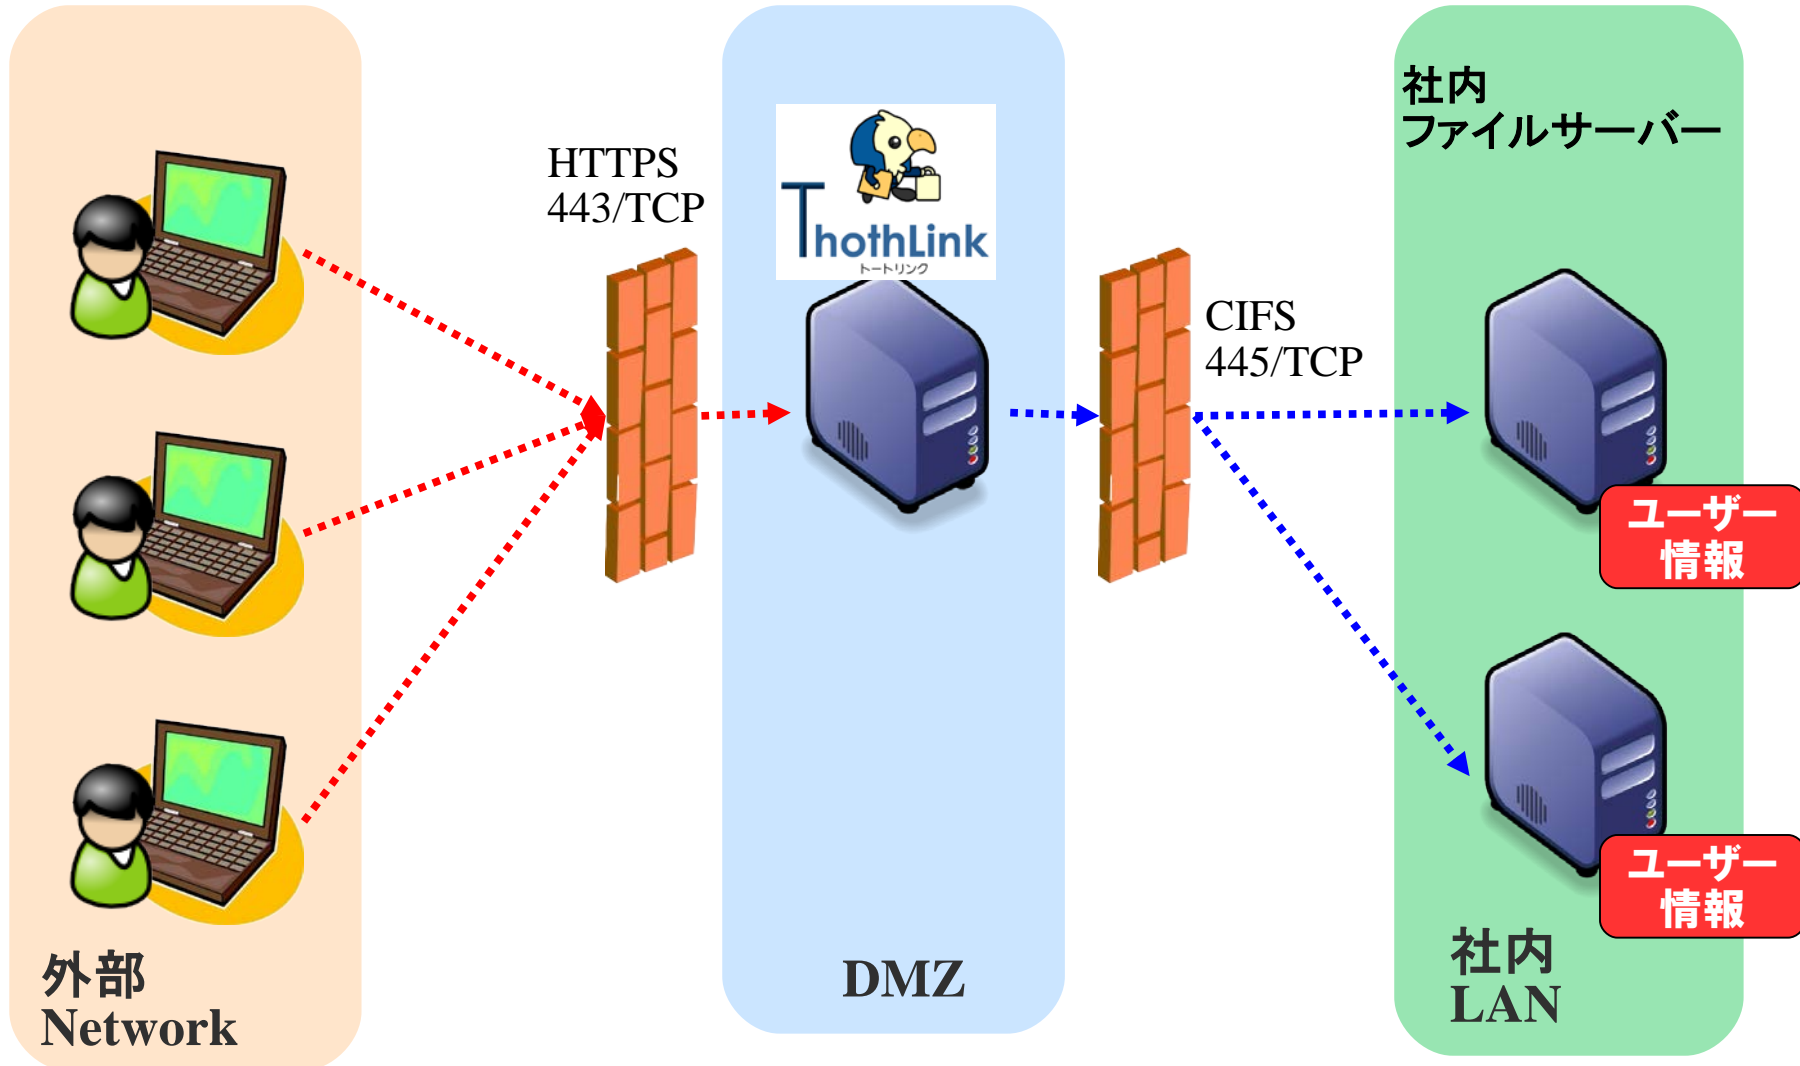 HTTPS
443/TCP
ThothLink
トートリンク
社内
ファイルサーバー
CIFS
445/TCP
ユーザー
情報
ユーザー
情報
外部
Network
DMZ
社内
LAN